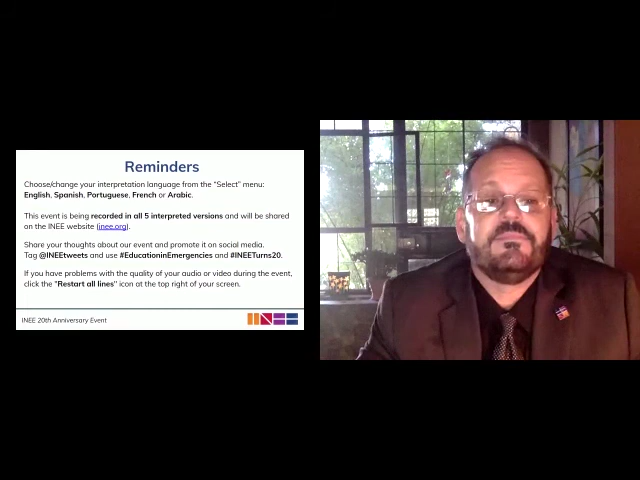 Reminders
Choose/change your interpretation language from the "Select" menu:
English, Spanish, Portuguese, French or Arabic.
This event is being recorded in all 5 interpreted versions and will be shared
on the INEE website (inee.org).
Share your thoughts about our event and promote it on social media.
Tag @INEEtweets and use #EducationinEmergencies and #INEETurns20.
If you have problems with the quality of your audio or video during the event,
click the "Restart all lines" icon at the top right of your screen.
INEE 20th Anniversary Event
INEE